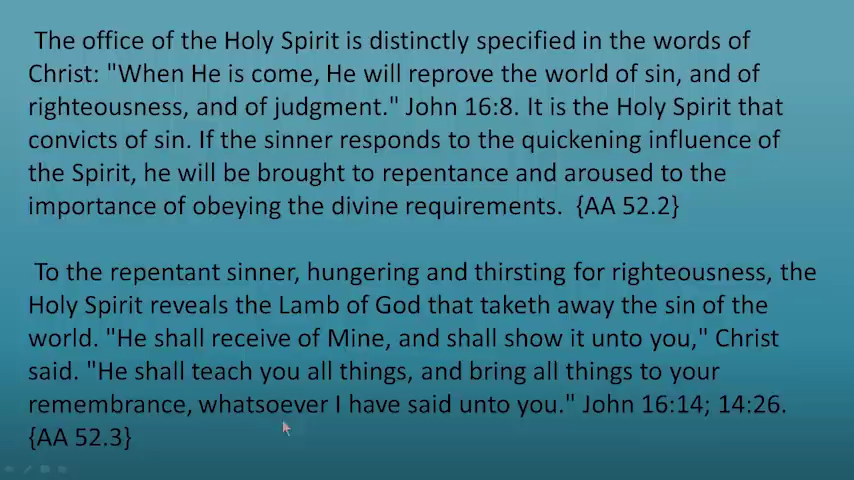 The office of the Holy Spirit is distinctly specified in the words of
Christ: "When He is come, He will reprove the world of sin, and of
righteousness, and of judgment." John 16:8. It is the Holy Spirit that
convicts of sin. If the sinner responds to the quickening influence of
the Spirit, he will be brought to repentance and aroused to the
importance of obeying the divine requirements.  {AA 52.2}
To the repentant sinner, hungering and thirsting for righteousness, the
Holy Spirit reveals the Lamb of God that taketh away the sin of the
world. "He shall receive of Mine, and shall show it unto you," Christ
said. "He shall teach you all things, and bring all things to your
remembrance, whatsoever I have said unto you." John 16:14; 14:26.
{AA 52.3}